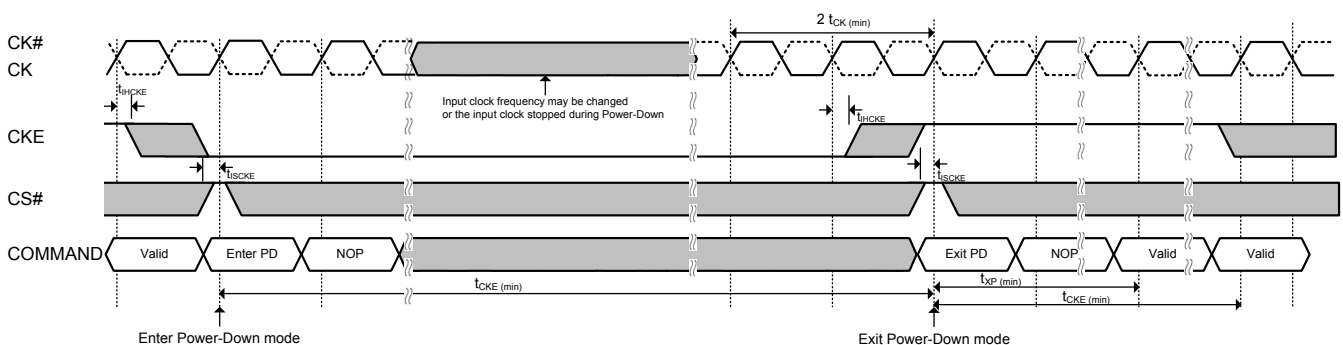 2 tCK (min)
CK#
CK
Input clock frequency may be changed
or the input clock stopped during Power-Down
tIHCKE
tIHCKE
CKE
tISCKE
tISCKE
CS#
COMMAND
Valid
Enter PD
NOP
Exit PD
NOP
Valid
Valid
tCKE (min)
tXP (min)
tCKE (min)
Enter Power-Down mode
Exit Power-Down mode